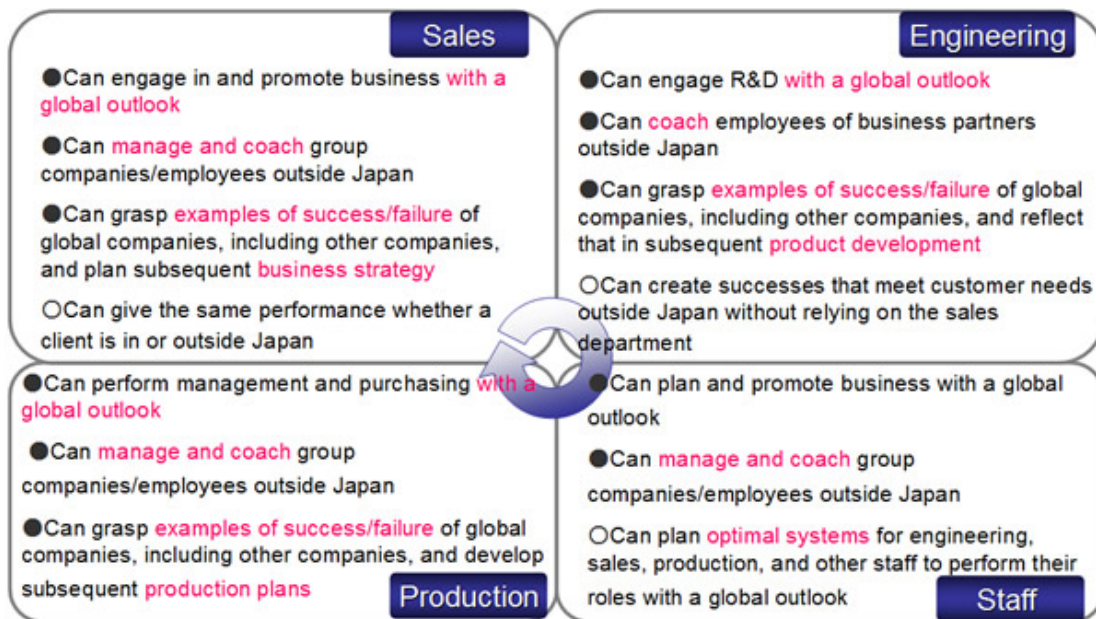 Sales
●Can engage in and promote business with a
global outlook
●Can manage and coach group
companies/employees outside Japan
●Can grasp examples of success/failure of
global companies, including other companies,
and plan subsequent business strategy
○Can give the same performance whether a
client is in or outside Japan
Engineering
●Can engage R&D with a global outlook
●Can coach employees of business partners
outside Japan
●Can grasp examples of success/failure of global
companies, including other companies, and reflect
that in subsequent product development
○Can create successes that meet customer needs
outside Japan without relying on the sales
department
●Can perform management and purchasing with a
global outlook
●Can manage and coach group
companies/employees outside Japan
●Can grasp examples of success/failure of global
companies, including other companies, and develop
subsequent production plans
Production
●Can plan and promote business with a global
outlook
●Can manage and coach group
companies/employees outside Japan
○Can plan optimal systems for engineering,
sales, production, and other staff to perform their
roles with a global outlook
Staff